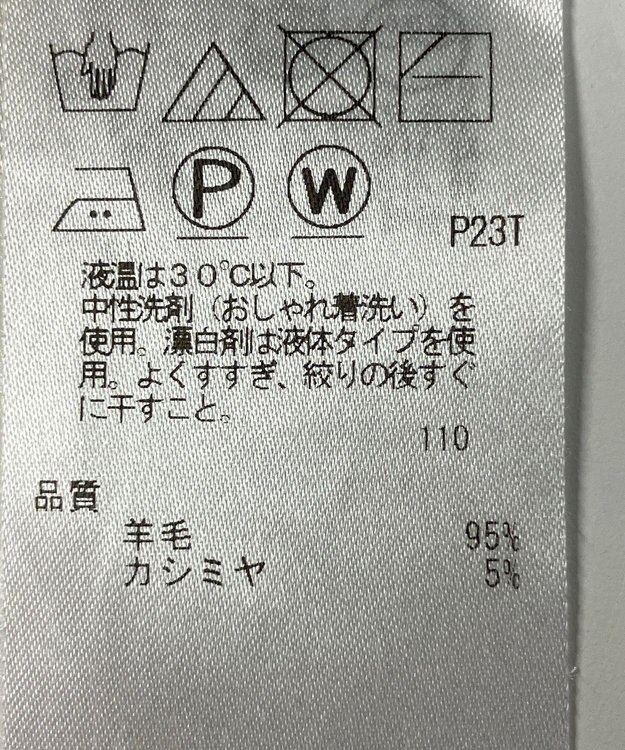 P W
P23T
液温は30℃以下。
中性洗剤（おしゃれ着洗い）を
使用。漂白剤は液体タイプを使
用。よくすすぎ、絞りの後すぐ
に干すこと。
110
品質
羊毛 95%
カシミヤ 5%